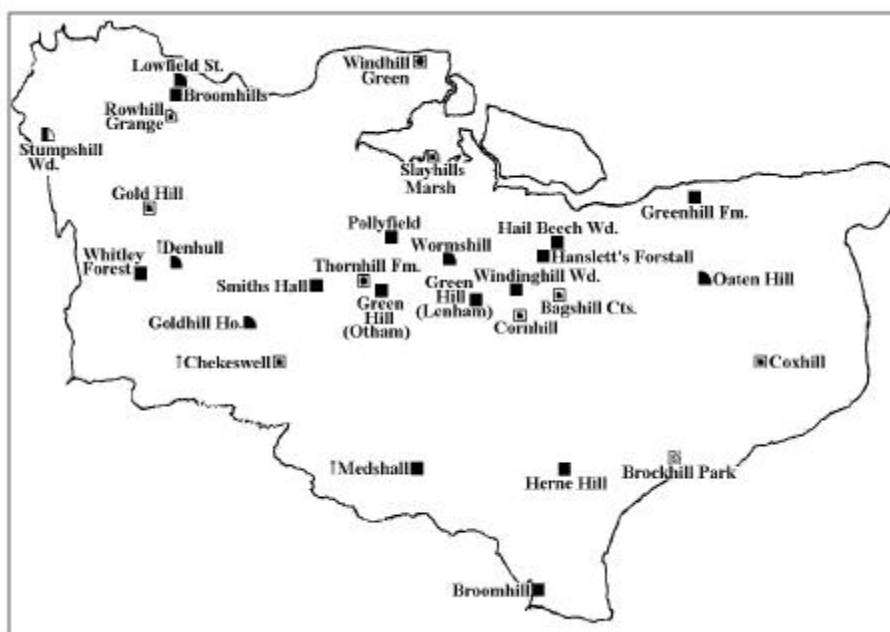 Lowfield St.
Windhill
Green
Broomhills
Rowhill
Grange
Stumpshill
Wd.
Slayhills
Marsh
Gold Hill
Greenhill Fm.
Pollyfield
Hail Beech Wd.
†Denhull
Wormshill
Hanslett's Forstall
Whitley
Forest
Thornhill Fm.
Windinghill Wd.
Smiths Hall
Green
Hill
(Otham)
Green
Hill
(Lenham)
Oaten Hill
Bagshill Cts.
Goldhill Ho.
Cornhill
†Chekeswell
Coxhill
†Medshall
Herne Hill
Brockhill Park
Broomhill